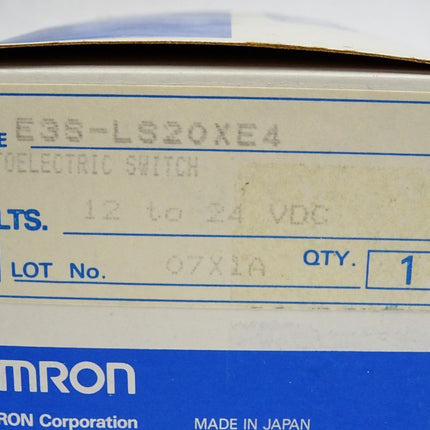 E E3S-LS20XE4
TOELECTRIC SWITCH
LTS. 12 to 24 VDC
LOT No. 07X1A QTY. 1
MRON
RON Corporation MADE IN JAPAN